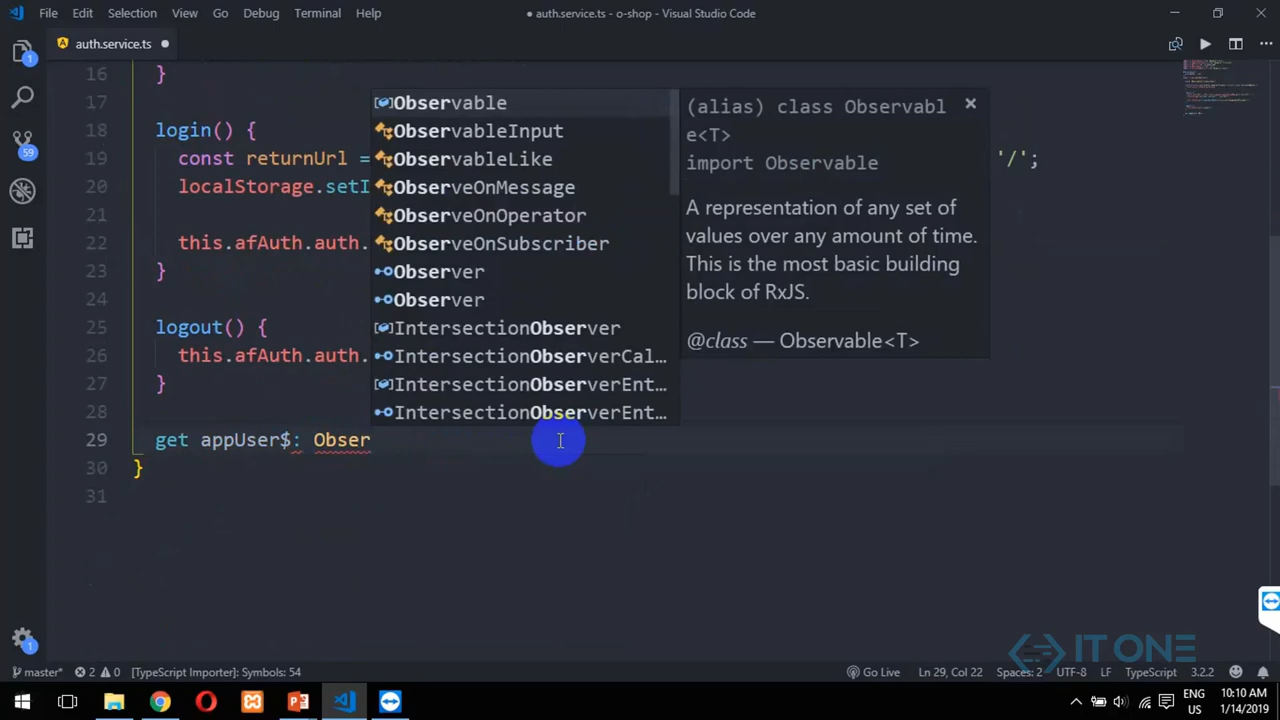 File Edit Selection View Go Debug Terminal Help
● auth.service.ts - o-shop - Visual Studio Code
auth.service.ts ●
16 }
17
18 login() {
19 const returnUrl = '/';
20 localStorage.setI
21
22 this.afAuth.auth.
23 }
24
25 logout() {
26 this.afAuth.auth.
27 }
28
29 get appUser$: Obser
30 }
31
Observable
ObservableInput
ObservableLike
ObserveOnMessage
ObserveOnOperator
ObserveOnSubscriber
Observer
Observer
IntersectionObserver
IntersectionObserverCal...
IntersectionObserverEnt...
IntersectionObserverEnt...
(alias) class Observabl
e<T>
import Observable
A representation of any set of
values over any amount of time.
This is the most basic building
block of RxJS.
@class — Observable<T>
1
59
1
IT ONE
master* 2 0 [TypeScript Importer]: Symbols: 54
Go Live Ln 29, Col 22 Spaces: 2 UTF-8 LF TypeScript 3.2.2
ENG
US
10:10 AM
1/14/2019